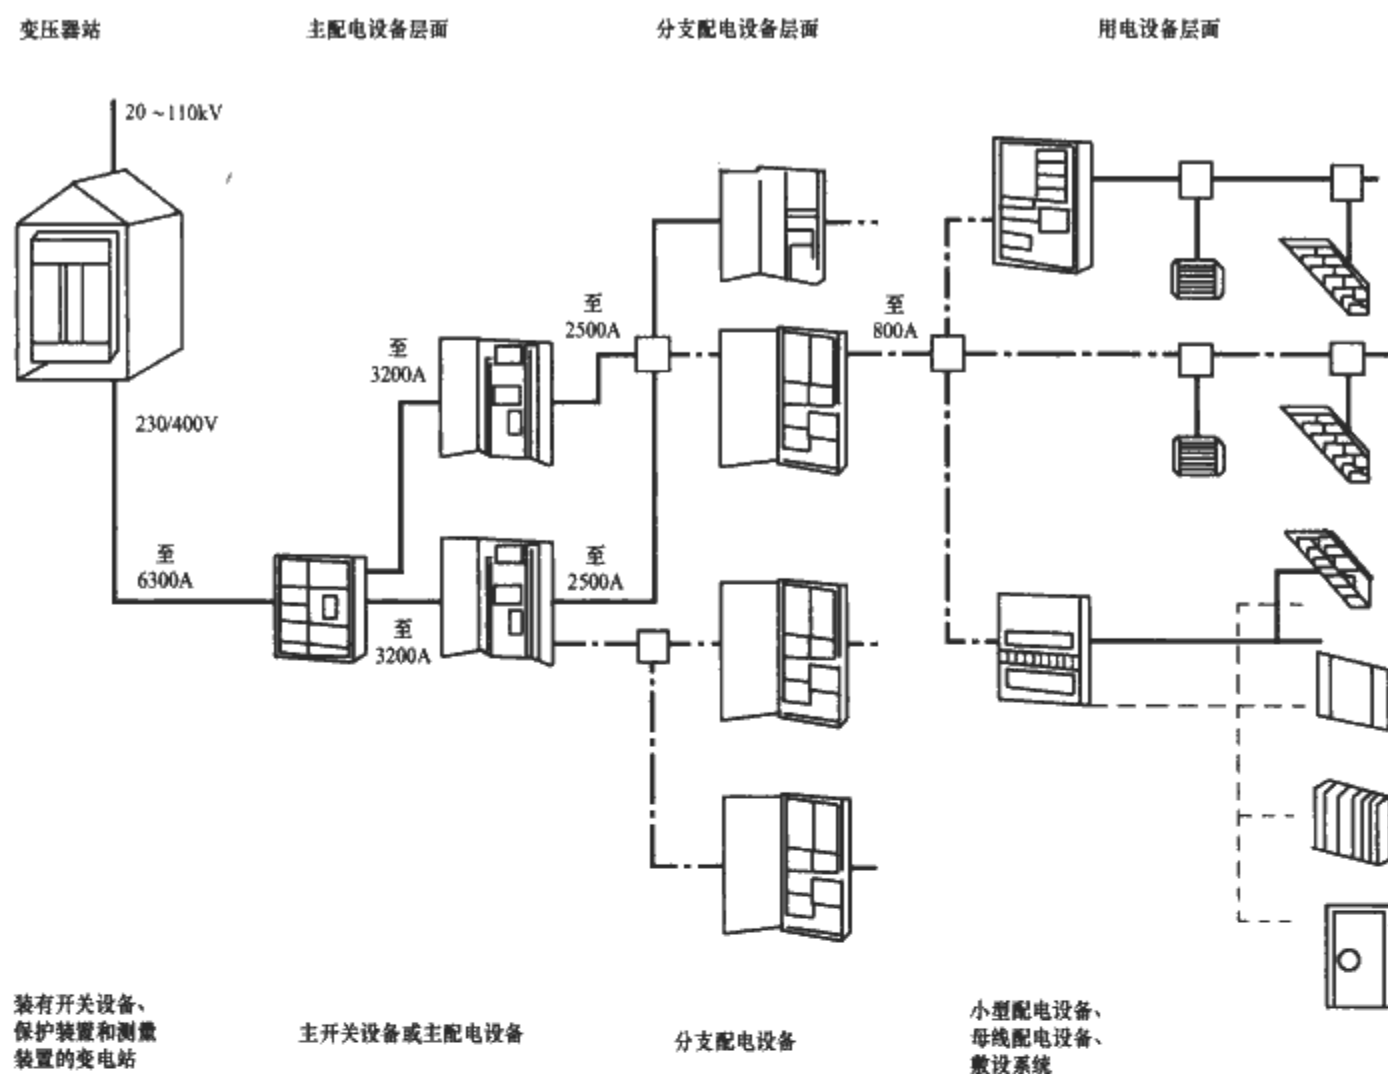 变压器站
主配电设备层面
分支配电设备层面
用电设备层面
20~110kV
至
2500A
至
800A
至
3200A
230/400V
至
6300A
至
2500A
至
3200A
装有开关设备、
保护装置和测量
装置的变电站
主开关设备或主配电设备
分支配电设备
小型配电设备、
母线配电设备、
敷设系统